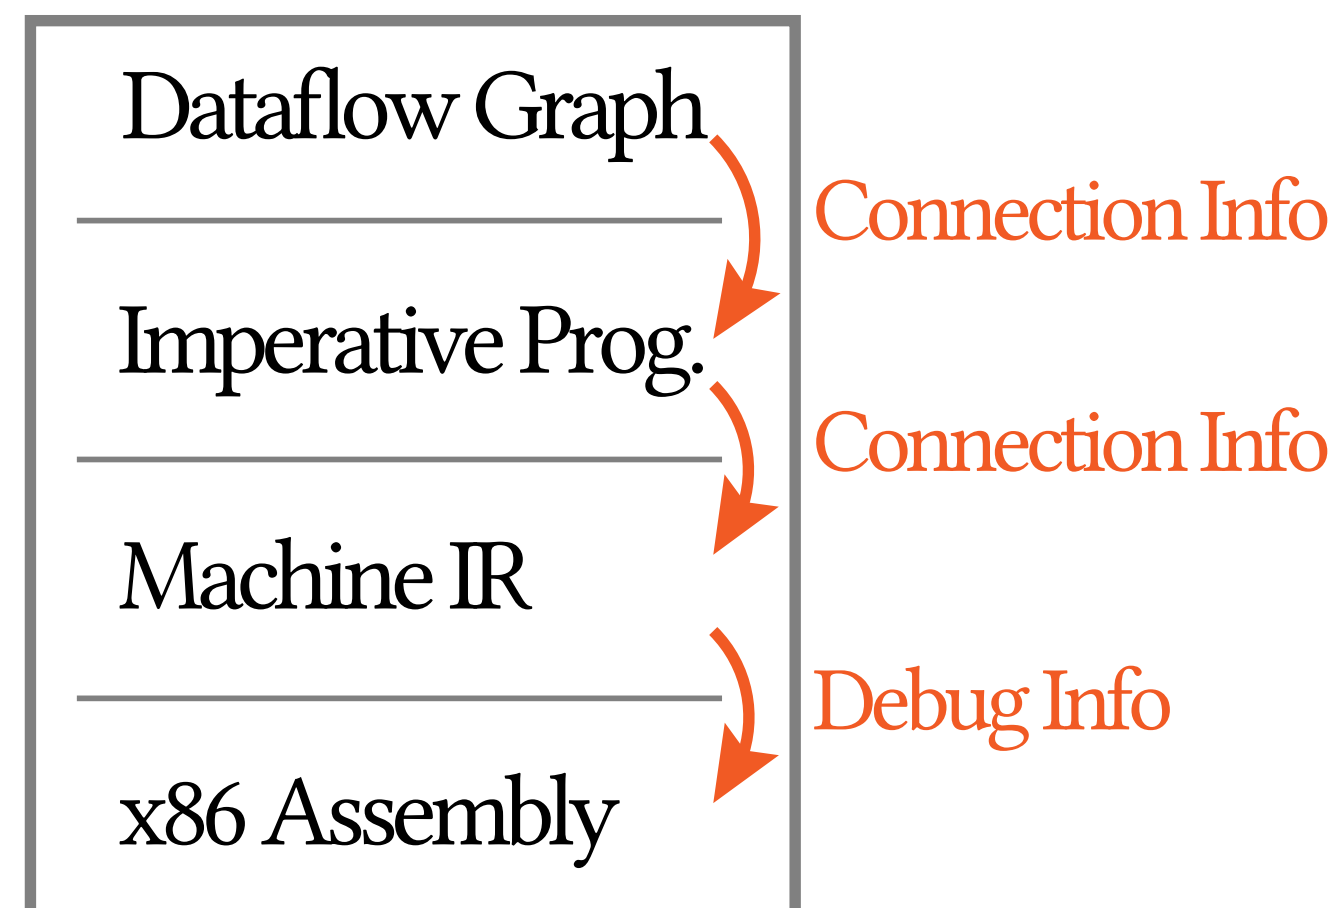 Dataflow Graph
Connection Info
Imperative Prog.
Connection Info
Machine IR
Debug Info
x86 Assembly